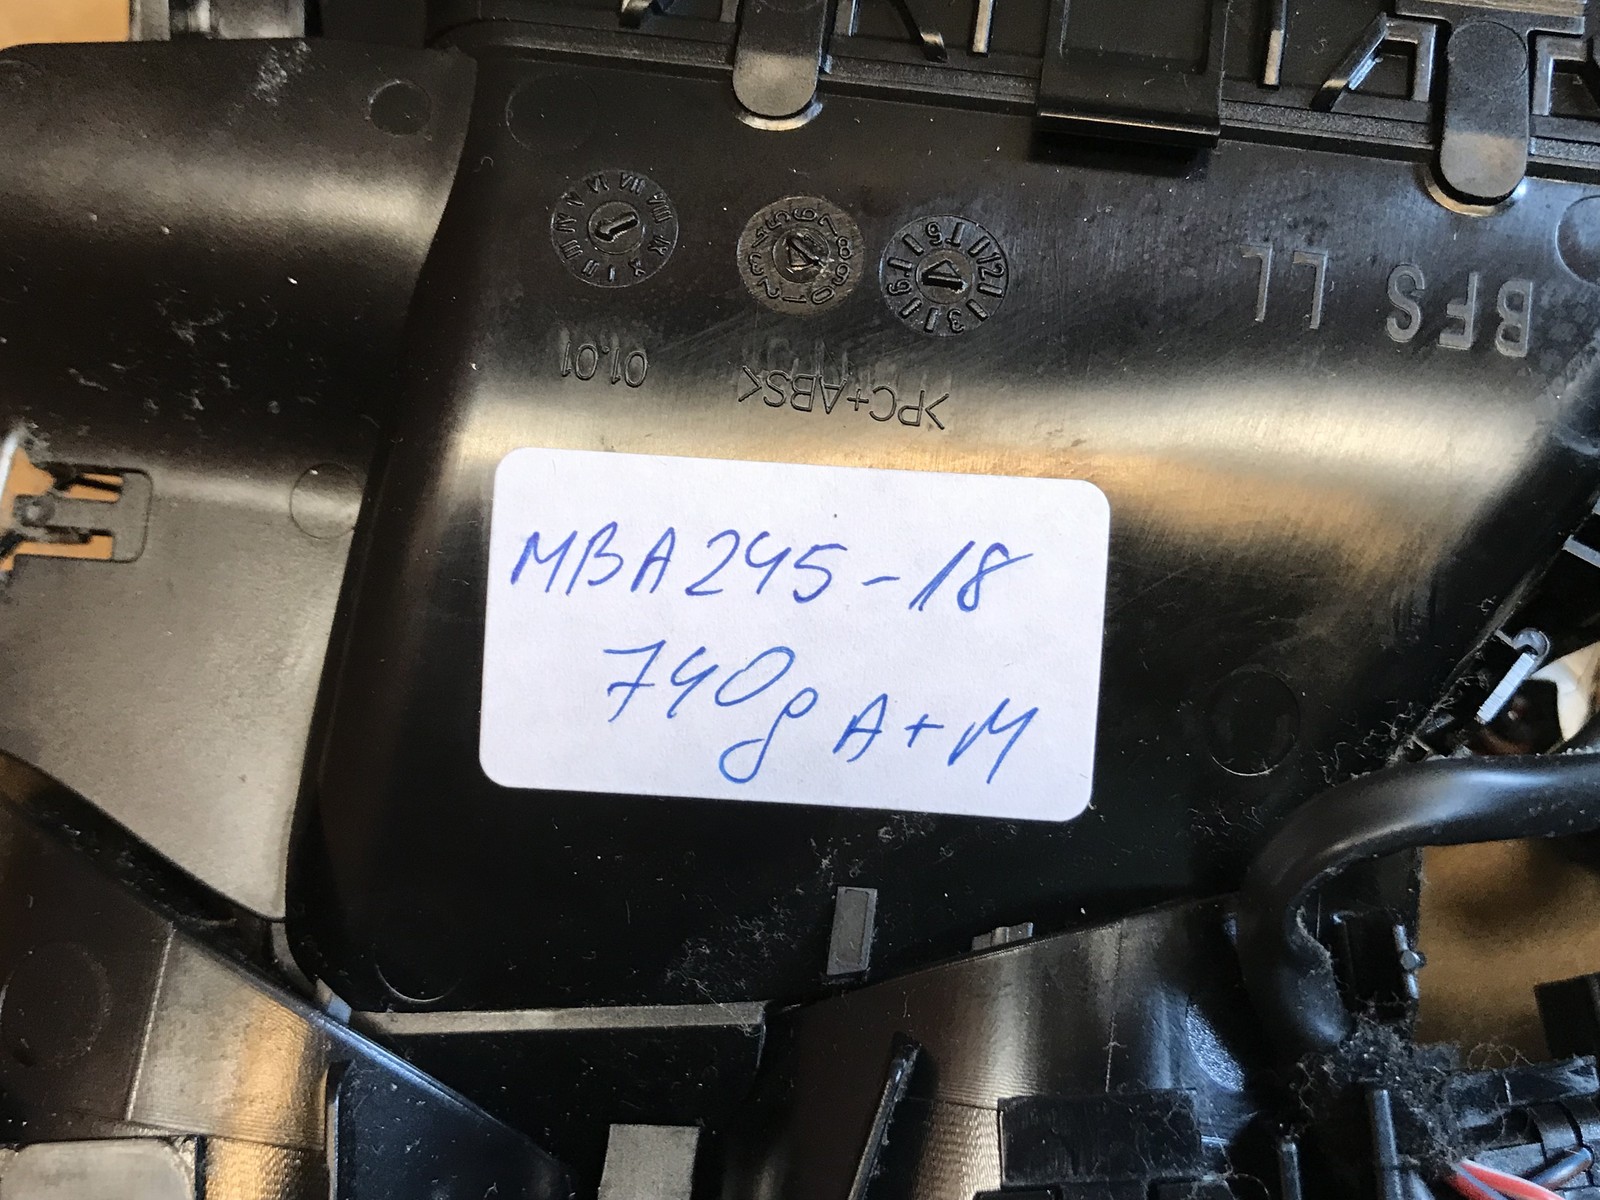 BFS LL
>PC+ABS<
01.01
MBA245-18
740g A+M